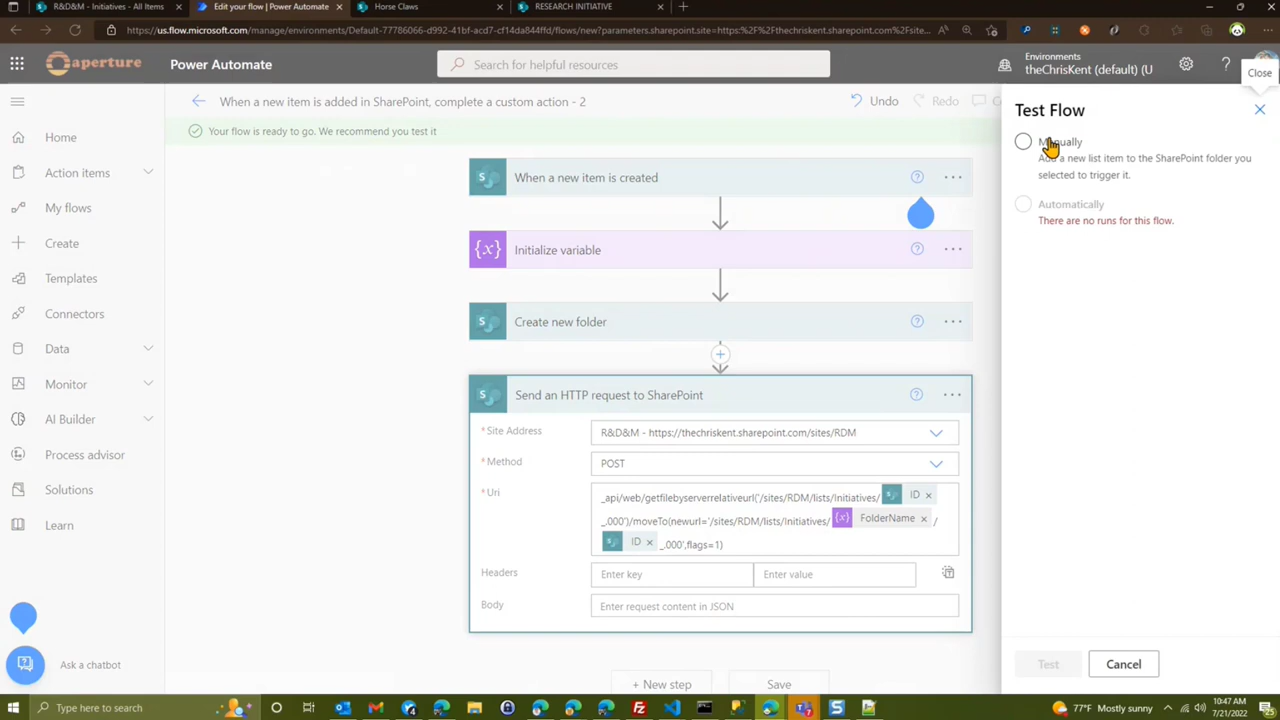 R&D&M - Initiatives - All Items
Edit your flow | Power Automate
Horse Claws
RESEARCH INITIATIVE
https://us.flow.microsoft.com/manage/environments/Default-77786066-d992-41bf-acd7-cf14da844ffd/flows/new?parameters.sharepoint.site=https:%2F%2Fthechriskent.sharepoint.com%2Fsite...
aperture
Power Automate
Search for helpful resources
Environments
theChrisKent (default) (U
Close
When a new item is added in SharePoint, complete a custom action - 2
Undo
Redo
Your flow is ready to go. We recommend you test it
Home
Action items
My flows
Create
Templates
Connectors
Data
Monitor
AI Builder
Process advisor
Solutions
Learn
Ask a chatbot
When a new item is created
{x} Initialize variable
Create new folder
Send an HTTP request to SharePoint
* Site Address
R&D&M - https://thechriskent.sharepoint.com/sites/RDM
* Method
POST
* Uri
_api/web/getfilebyserverrelativeurl('/sites/RDM/lists/Initiatives/ ID ×
_.000')/moveTo(newurl='/sites/RDM/lists/Initiatives/ {x} FolderName × /
ID × _.000',flags=1)
Headers
Enter key
Enter value
Body
Enter request content in JSON
+ New step
Save
Test Flow
Manually
Add a new list item to the SharePoint folder you
selected to trigger it.
Automatically
There are no runs for this flow.
Test
Cancel
Type here to search
77°F Mostly sunny
10:47 AM
7/21/2022